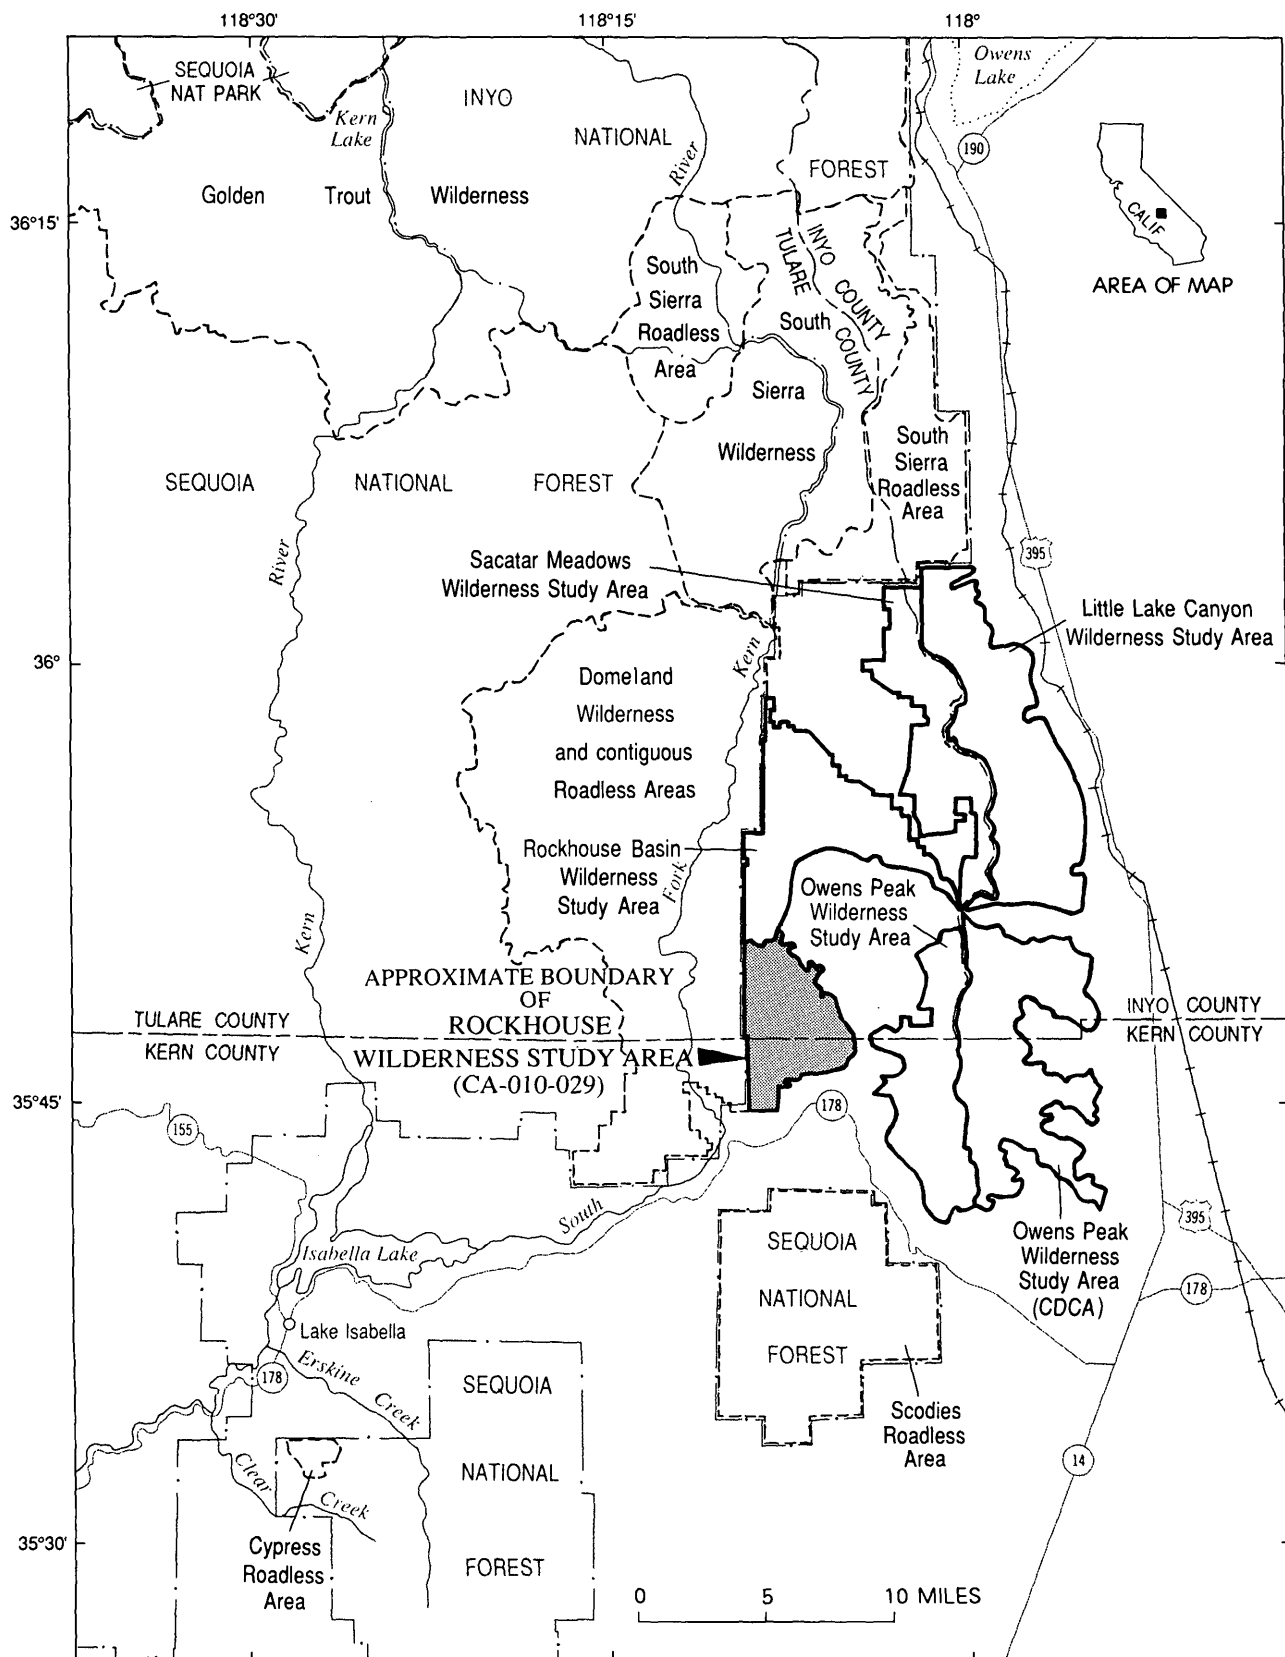 118°30'
118°15'
118°
SEQUOIA
NAT PARK
Kern
Lake
INYO
NATIONAL
FOREST
River
Owens
Lake
190
CALIF
AREA OF MAP
Golden Trout Wilderness
36°15'
South
Sierra
Roadless
Area
INYO COUNTY
TULARE COUNTY
South
Sierra
Wilderness
South
Sierra
Roadless
Area
SEQUOIA NATIONAL FOREST
River
395
Sacatar Meadows
Wilderness Study Area
Little Lake Canyon
Wilderness Study Area
36°
Kern
Domeland
Wilderness
and contiguous
Roadless Areas
Rockhouse Basin
Wilderness
Study Area
Fork
Owens Peak
Wilderness
Study Area
Kern
APPROXIMATE BOUNDARY
OF
ROCKHOUSE
WILDERNESS STUDY AREA
(CA-010-029)
TULARE COUNTY
KERN COUNTY
INYO COUNTY
KERN COUNTY
35°45'
155
178
South
Isabella Lake
395
SEQUOIA
NATIONAL
FOREST
Owens Peak
Wilderness
Study Area
(CDCA)
178
Lake Isabella
178
Erskine Creek
SEQUOIA
NATIONAL
FOREST
Scodies
Roadless
Area
14
Clear Creek
35°30'
Cypress
Roadless
Area
0 5 10 MILES